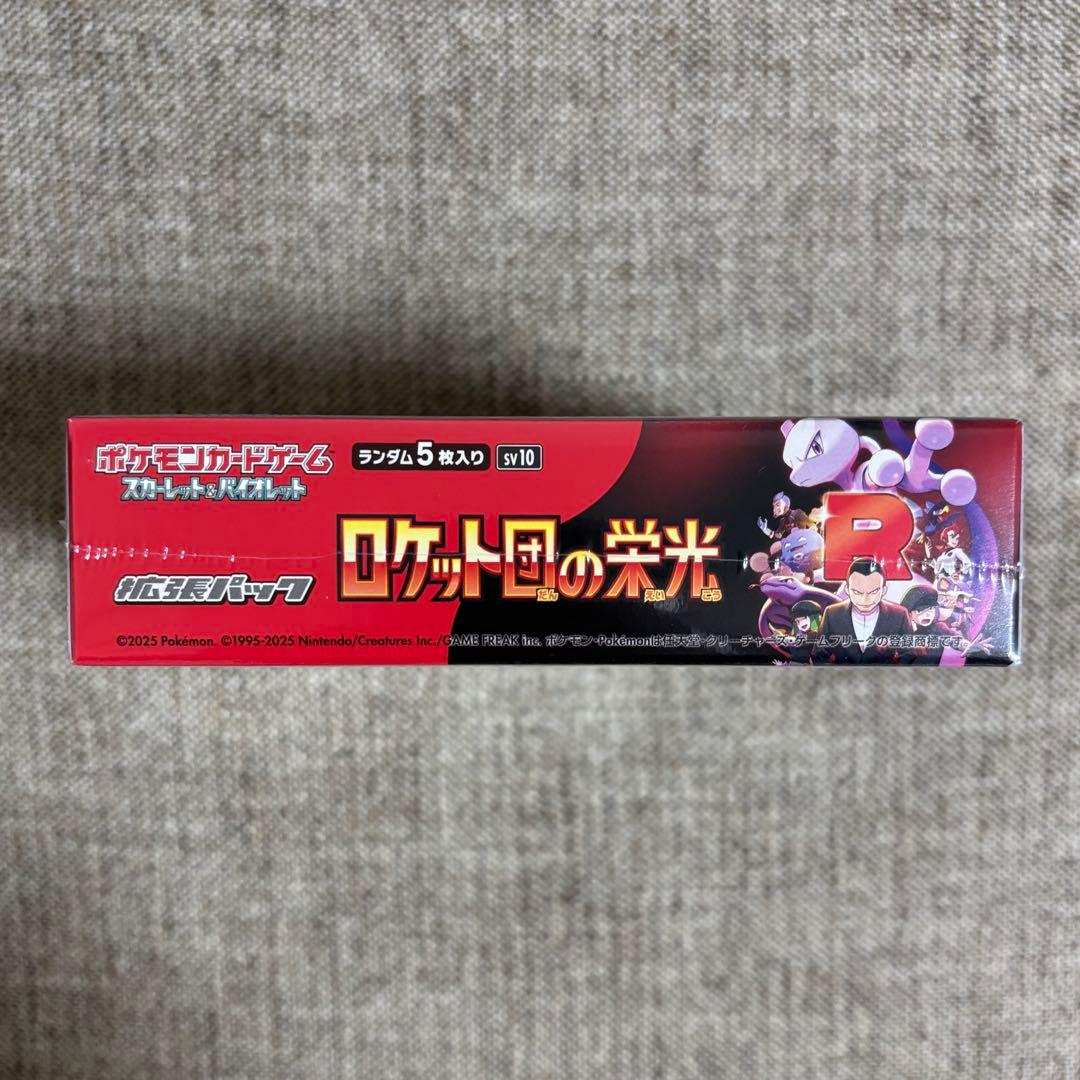 ポケモンカードゲーム
スカーレット&バイオレット
ランダム5枚入り
SV10
拡張パック
ロケット団の栄光
だん えい こう
R
©2025 Pokémon. ©1995-2025 Nintendo/Creatures Inc./GAME FREAK inc. ポケモン・Pokémonは任天堂・クリーチャーズ・ゲームフリークの登録商標です。